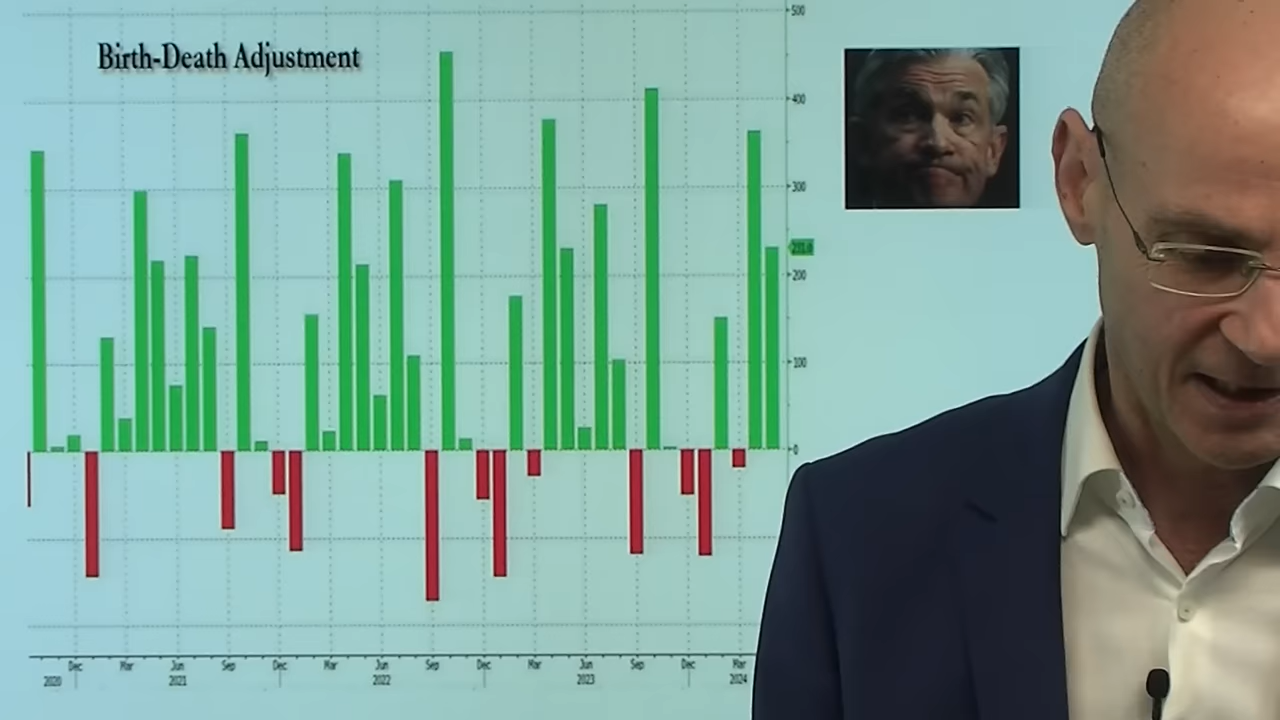 Birth-Death Adjustment
500
400
300
200
100
0
Dec Mar Jun Sep Dec Mar Jun Sep Dec Mar Jun Sep Dec Mar
2020 2021 2022 2023 2024